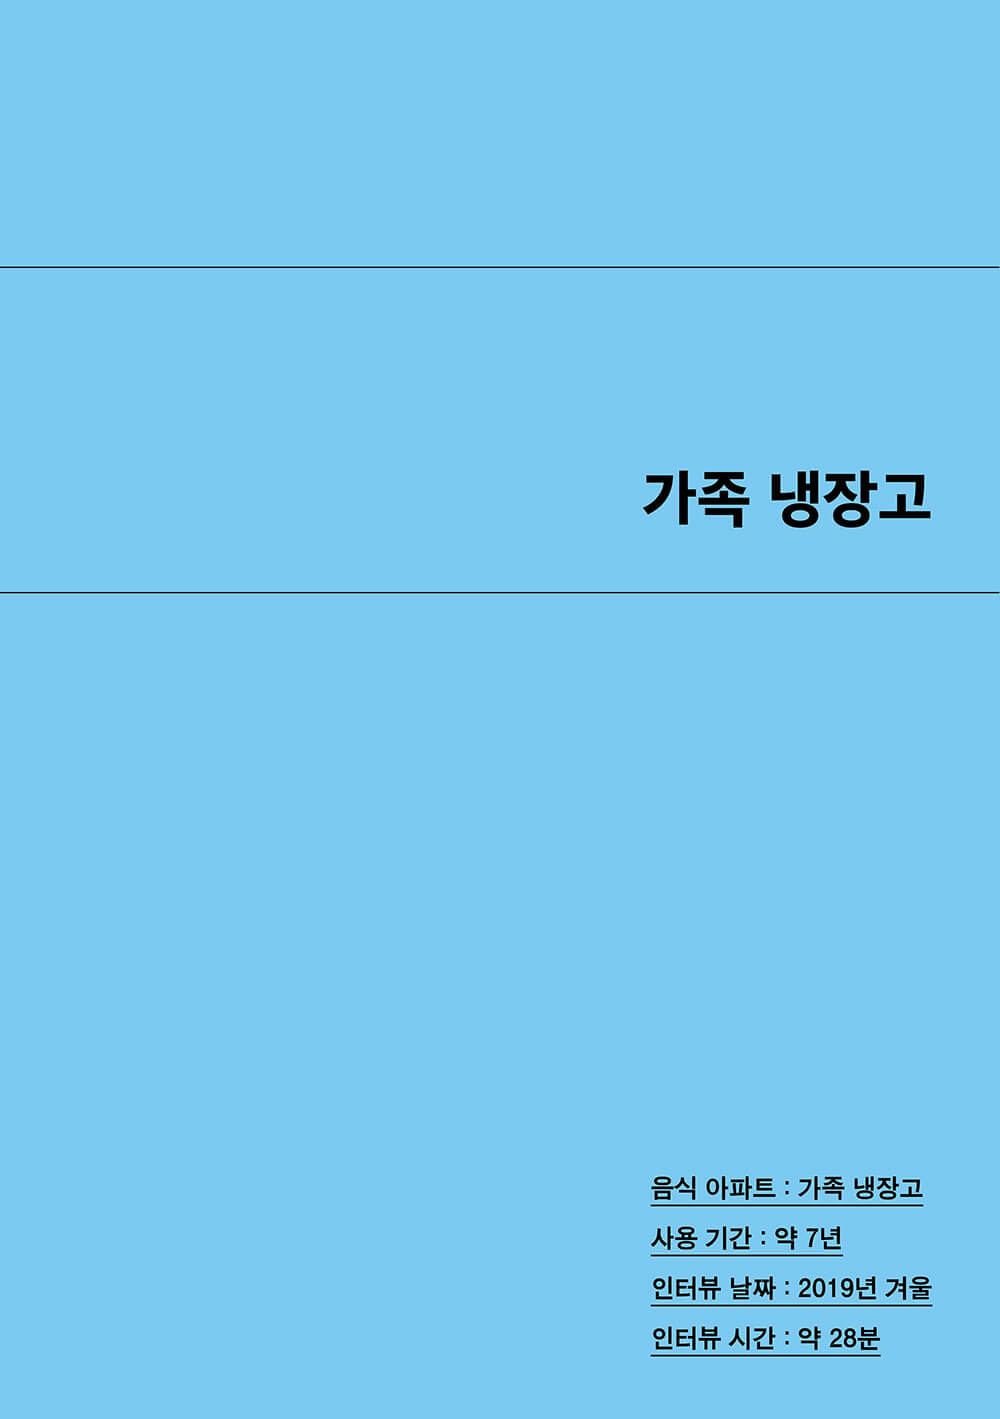 가족 냉장고
음식 아파트 : 가족 냉장고
사용 기간 : 약 7년
인터뷰 날짜 : 2019년 겨울
인터뷰 시간 : 약 28분